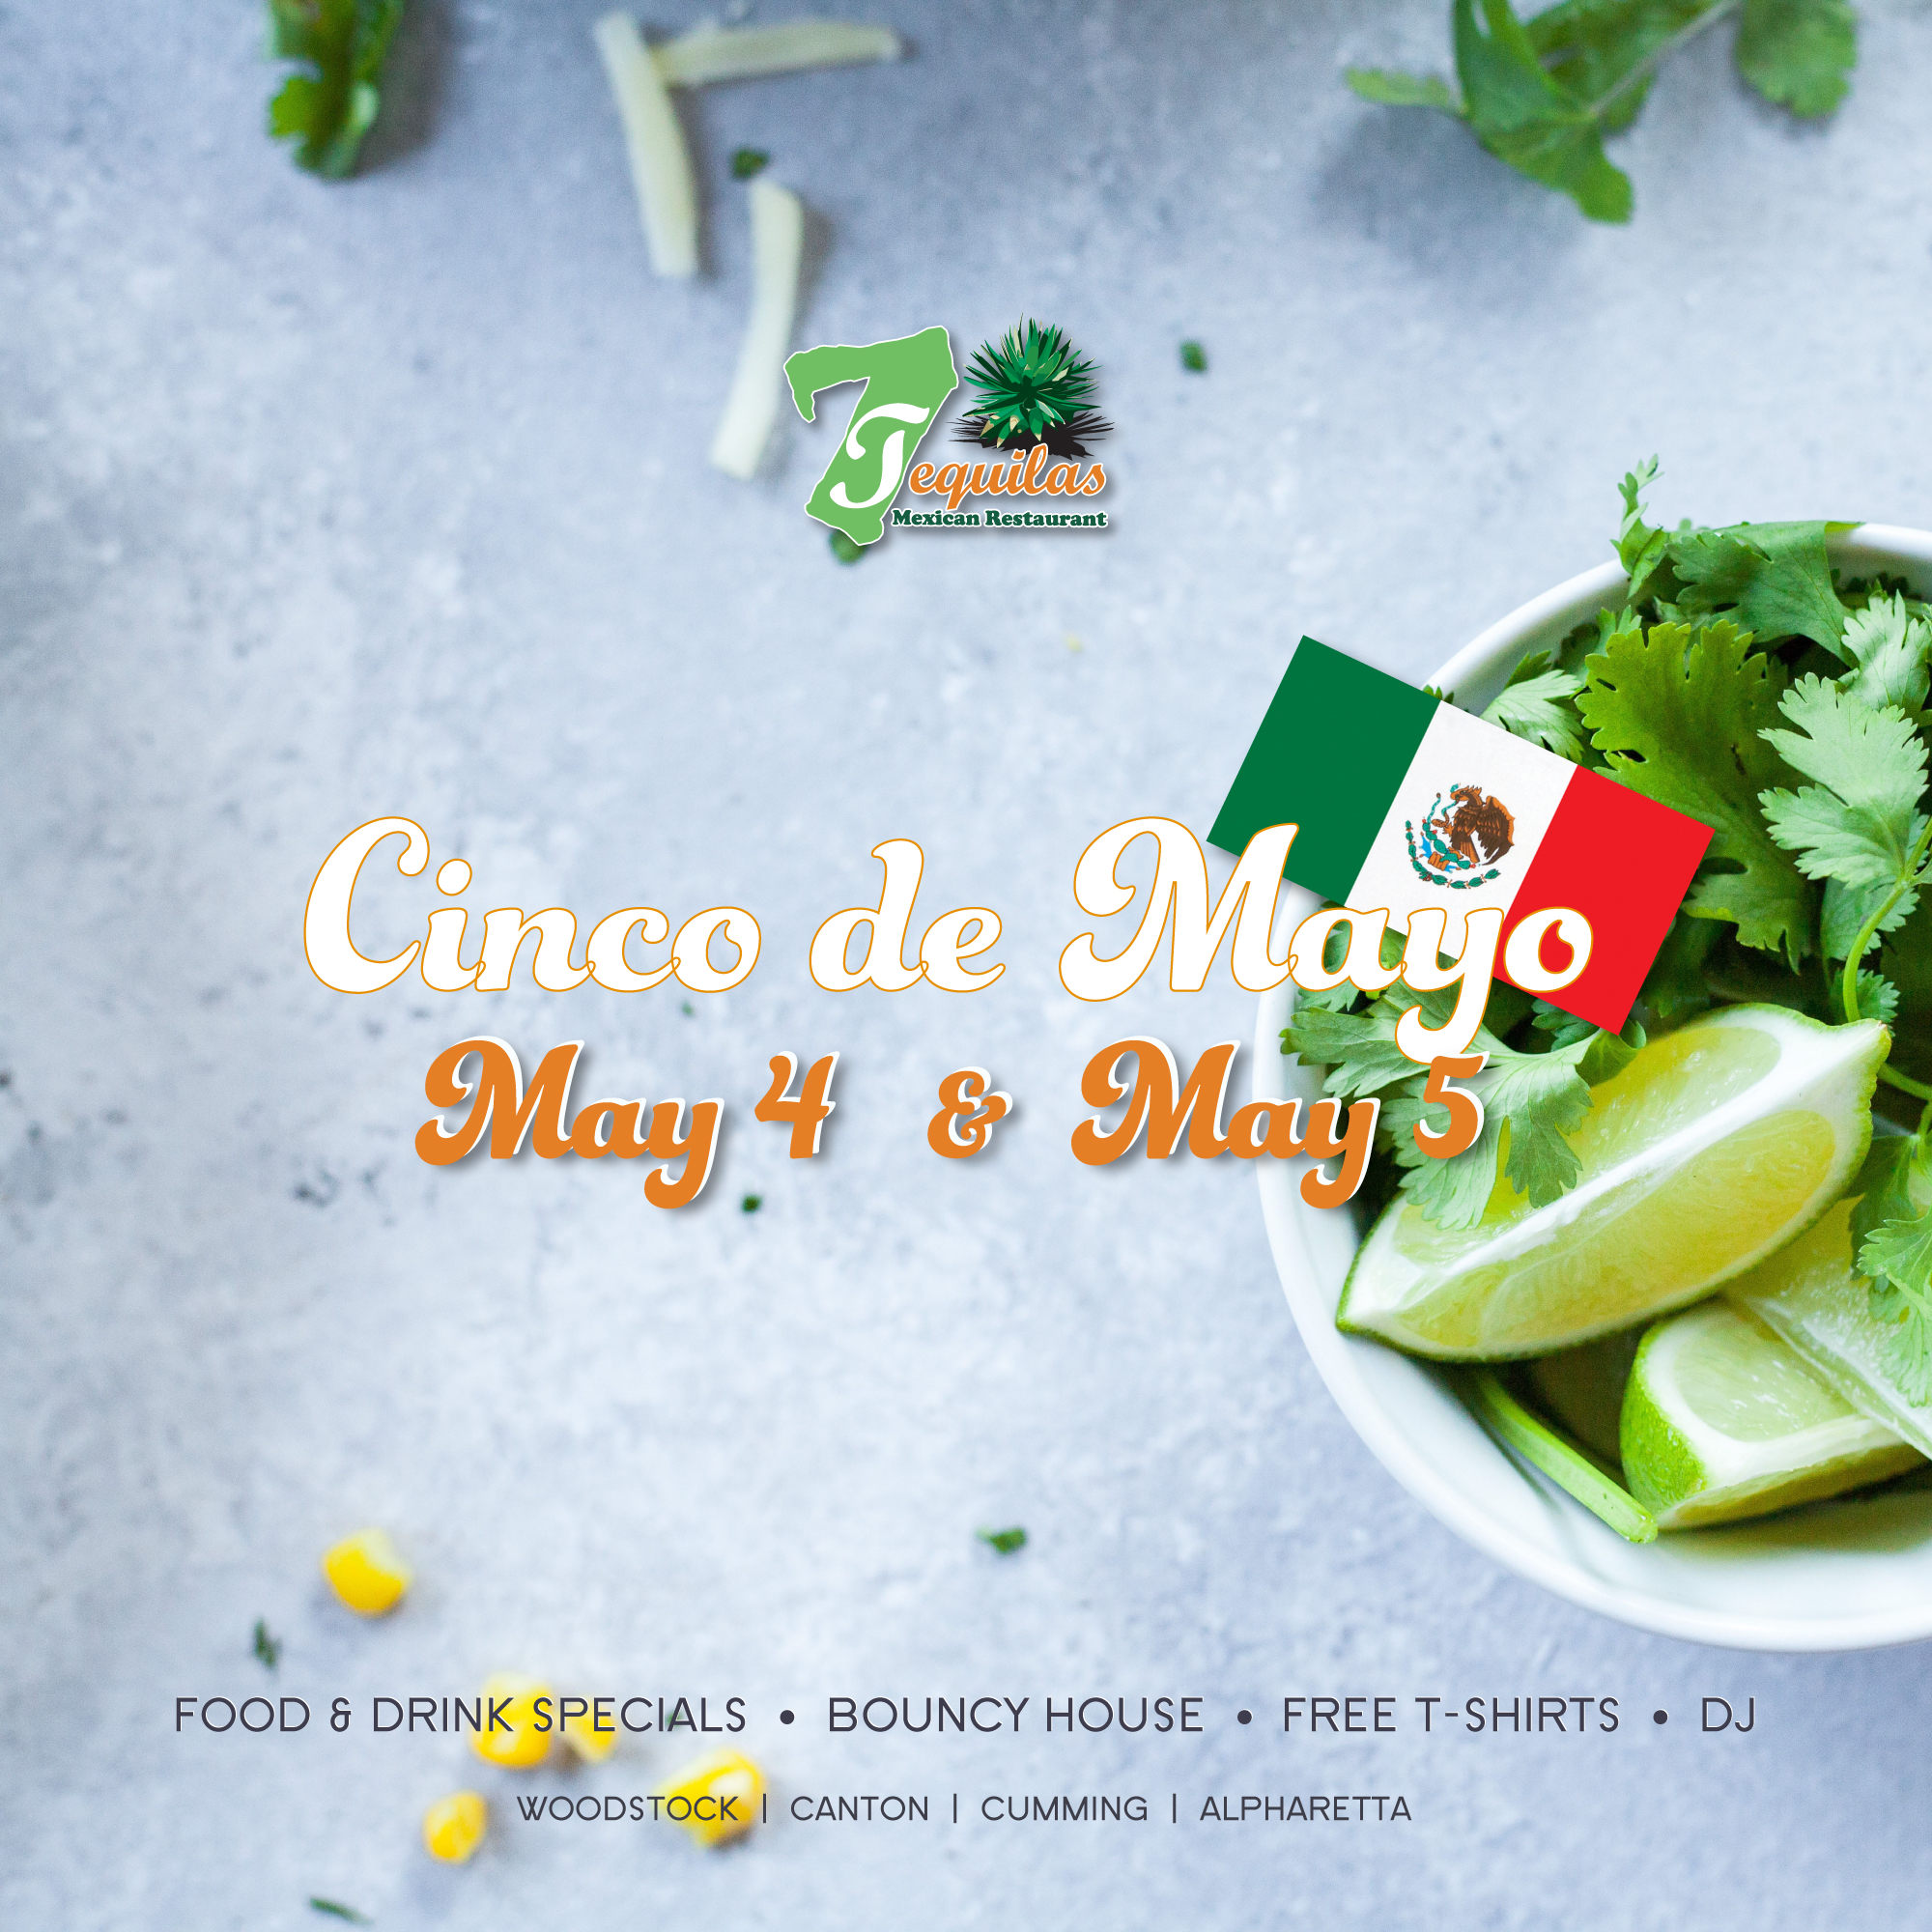 7 Tequilas
Mexican Restaurant
Cinco de Mayo
May 4 & May 5
FOOD & DRINK SPECIALS • BOUNCY HOUSE • FREE T-SHIRTS • DJ
WOODSTOCK | CANTON | CUMMING | ALPHARETTA